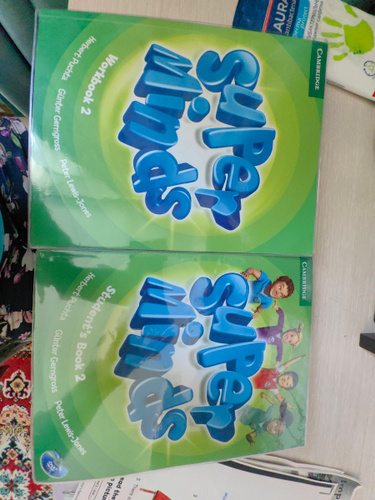 CAMBRIDGE
Super
Minds
Workbook 2
Herbert Puchta
Günter Gerngross
Peter Lewis-Jones
CAMBRIDGE
Super
Minds
Student's Book 2
Herbert Puchta
Günter Gerngross
Peter Lewis-Jones
AURA